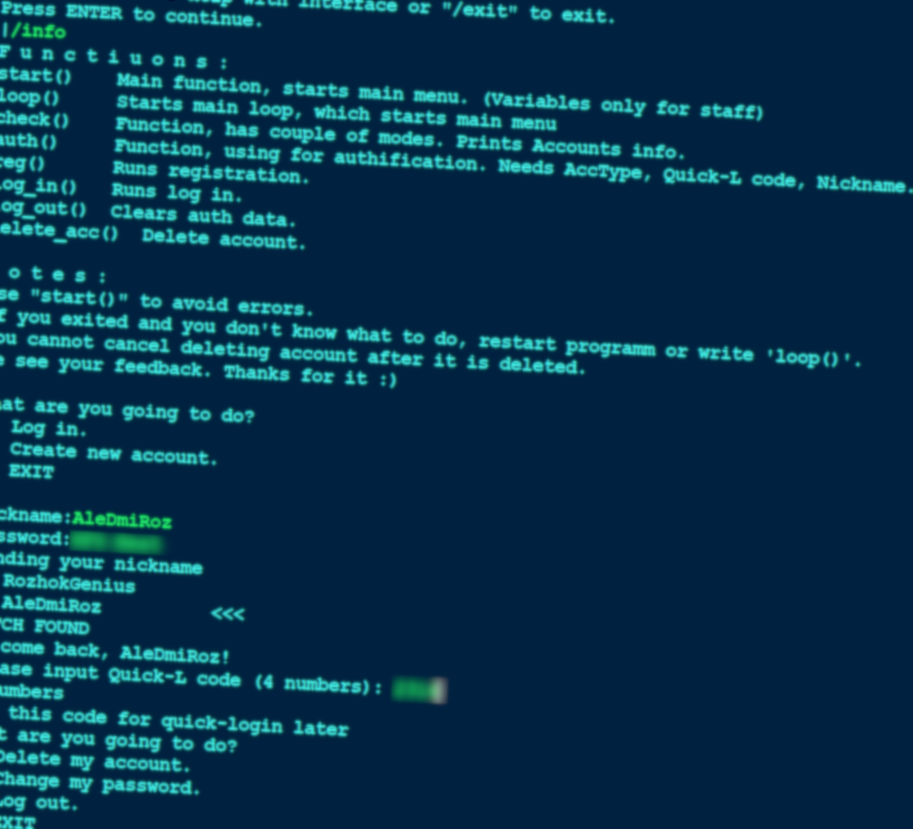 help with interface or "/exit" to exit.
Press ENTER to continue.
|/info
F u n c t i u o n s :
start() Main function, starts main menu. (Variables only for staff)
loop() Starts main loop, which starts main menu
check() Function, has couple of modes. Prints Accounts info.
auth() Function, using for authification. Needs AccType, Quick-L code, Nickname.
reg() Runs registration.
log_in() Runs log in.
og_out() Clears auth data.
elete_acc() Delete account.
o t e s :
se "start()" to avoid errors.
f you exited and you don't know what to do, restart programm or write 'loop()'.
ou cannot cancel deleting account after it is deleted.
e see your feedback. Thanks for it :)
at are you going to do?
Log in.
Create new account.
EXIT
ckname:AleDmiRoz
ssword:
nding your nickname
RozhokGenius
AleDmiRoz <<<
TCH FOUND
come back, AleDmiRoz!
ase input Quick-L code (4 numbers):
umbers
this code for quick-login later
t are you going to do?
Delete my account.
Change my password.
Log out.
EXIT